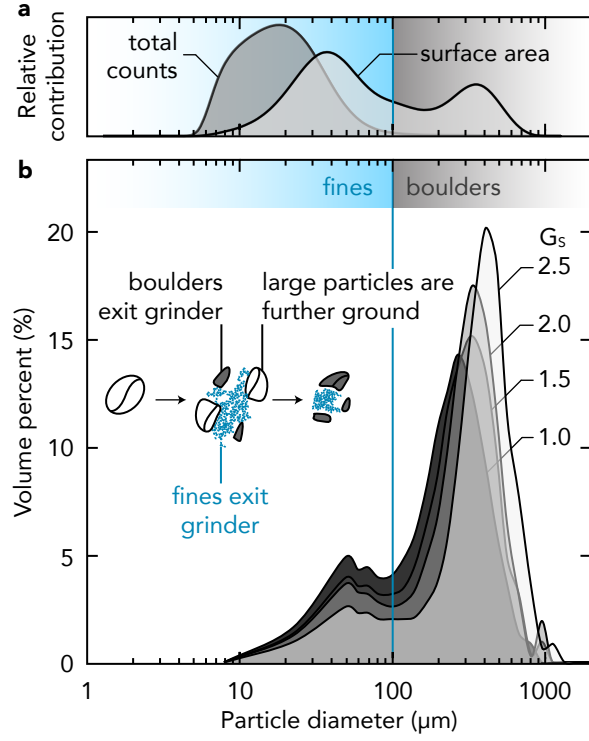 a
Relative
contribution
total
counts
surface area
b
fines
boulders
Volume percent (%)
20
15
10
5
0
G_S
2.5
2.0
1.5
1.0
boulders
exit grinder
large particles are
further ground
fines exit
grinder
1
10
100
1000
Particle diameter (μm)